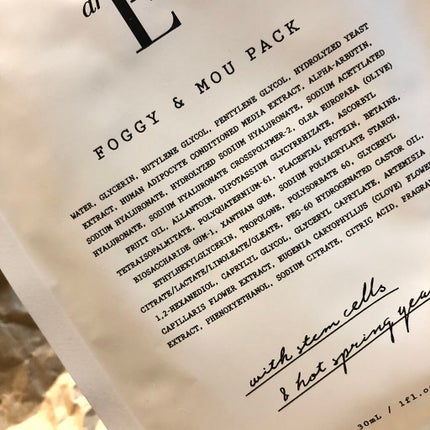 FOGGY & MOU PACK
WATER, GLYCERIN, BUTYLENE GLYCOL, PENTYLENE GLYCOL, HYDROLYZED YEAST
EXTRACT, HUMAN ADIPOCYTE CONDITIONED MEDIA EXTRACT, ALPHA-ARBUTIN,
SODIUM HYALURONATE, HYDROLYZED SODIUM HYALURONATE, SODIUM ACETYLATED
HYALURONATE, SODIUM HYALURONATE CROSSPOLYMER-2, OLEA EUROPAEA (OLIVE)
FRUIT OIL, ALLANTOIN, DIPOTASSIUM GLYCYRRHIZATE, ASCORBYL
TETRAISOPALMITATE, POLYQUATERNIUM-61, PLACENTAL PROTEIN, BETAINE,
BIOSACCHARIDE GUM-1, XANTHAN GUM, SODIUM POLYACRYLATE STARCH,
ETHYLHEXYLGLYCERIN, TROPOLONE, POLYSORBATE 60, GLYCERYL
CITRATE/LACTATE/LINOLEATE/OLEATE, PEG-60 HYDROGENATED CASTOR OIL,
1,2-HEXANEDIOL, CAPRYLYL GLYCOL, GLYCERYL CAPRYLATE, ARTEMISIA
CAPILLARIS FLOWER EXTRACT, EUGENIA CARYOPHYLLUS (CLOVE) FLOWER
EXTRACT, PHENOXYETHANOL, SODIUM CITRATE, CITRIC ACID,
with stem cells
& hot spring
30mL / 1fl.o